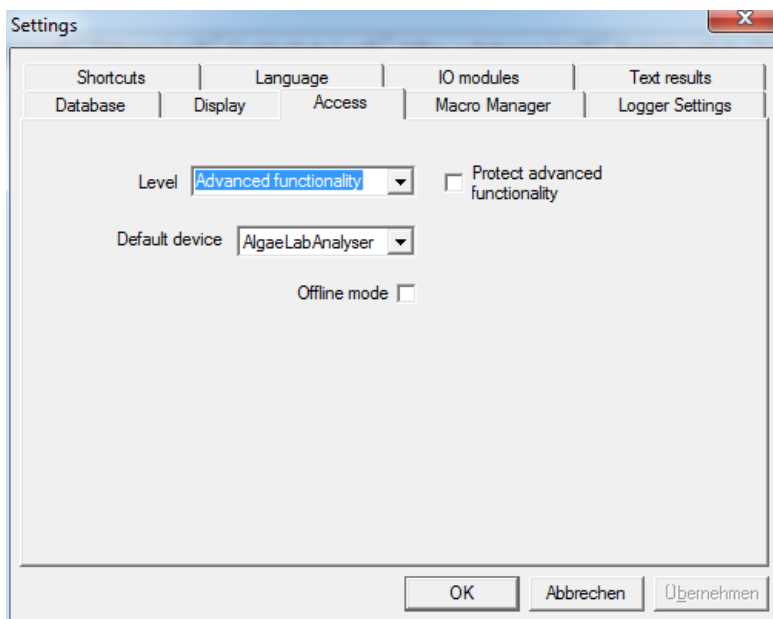 Settings
X
Shortcuts Language IO modules Text results
Database Display Access Macro Manager Logger Settings
Level Advanced functionality Protect advanced
functionality
Default device AlgaeLabAnalyser
Offline mode
OK Abbrechen Übernehmen